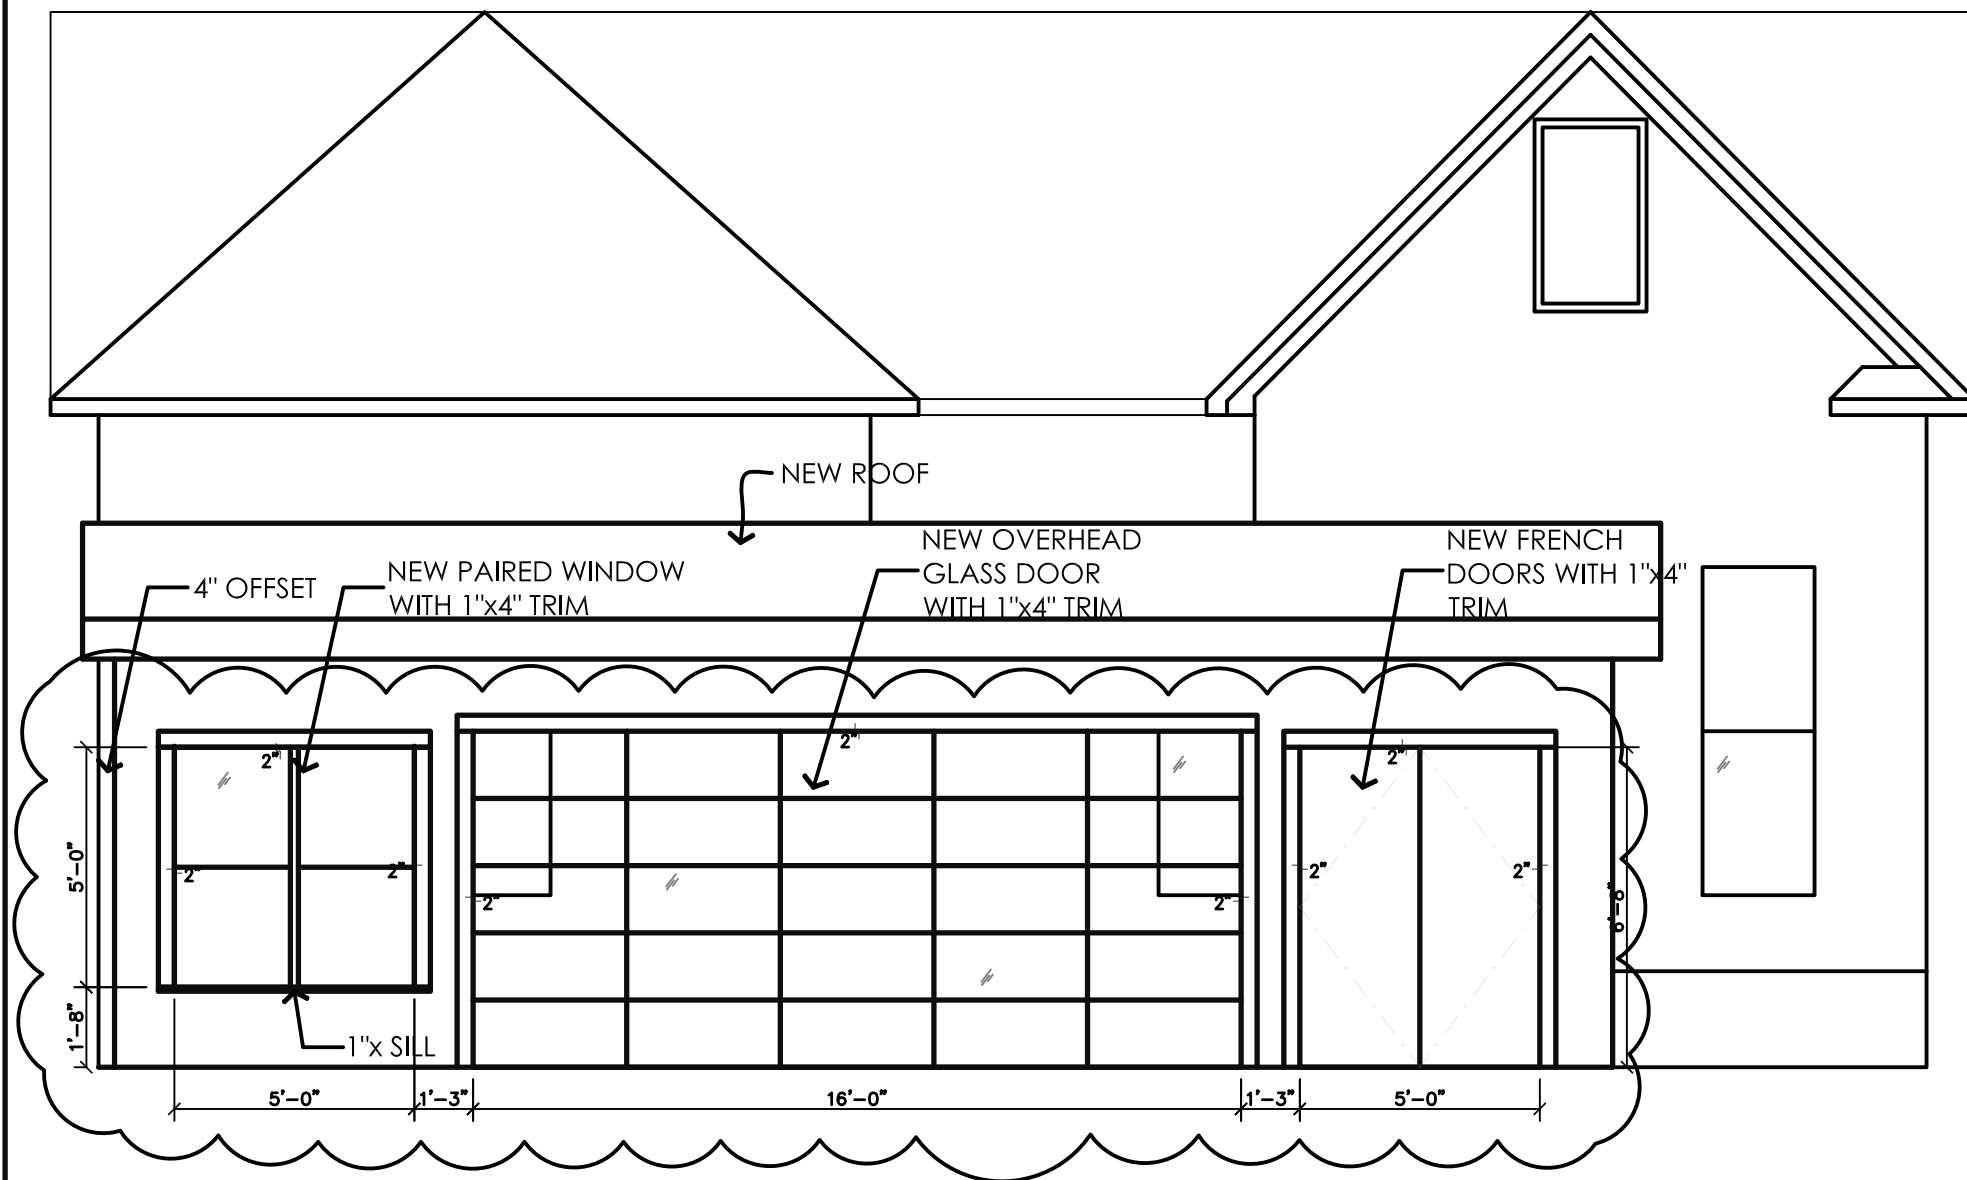 NEW ROOF
NEW OVERHEAD
GLASS DOOR
WITH 1"x4" TRIM
NEW FRENCH
DOORS WITH 1"x4"
TRIM
4" OFFSET
NEW PAIRED WINDOW
WITH 1"x4" TRIM
2"
2"
2"
5'-0"
2"
2"
2"
2"
2"
2"
1'-8"
1"x SILL
5'-0"
1'-3"
16'-0"
1'-3"
5'-0"